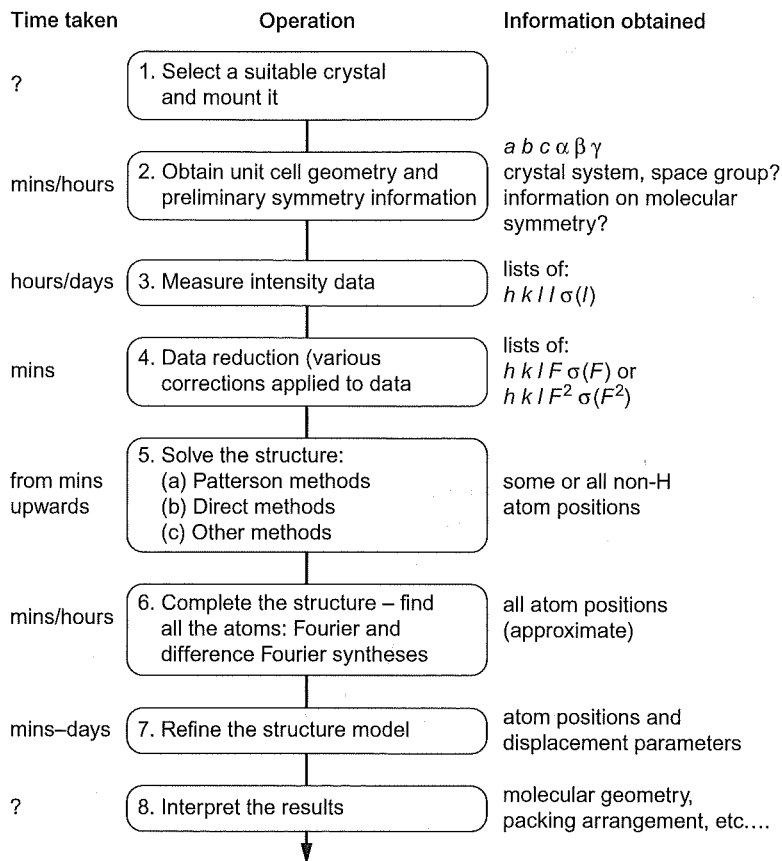 Time taken Operation Information obtained
?
1. Select a suitable crystal
and mount it
mins/hours
2. Obtain unit cell geometry and
preliminary symmetry information
a b c α β γ
crystal system, space group?
information on molecular
symmetry?
hours/days
3. Measure intensity data
lists of:
h k l I σ(I)
mins
4. Data reduction (various
corrections applied to data
lists of:
h k l F σ(F) or
h k l F² σ(F²)
from mins
upwards
5. Solve the structure:
(a) Patterson methods
(b) Direct methods
(c) Other methods
some or all non-H
atom positions
mins/hours
6. Complete the structure – find
all the atoms: Fourier and
difference Fourier syntheses
all atom positions
(approximate)
mins–days
7. Refine the structure model
atom positions and
displacement parameters
?
8. Interpret the results
molecular geometry,
packing arrangement, etc....